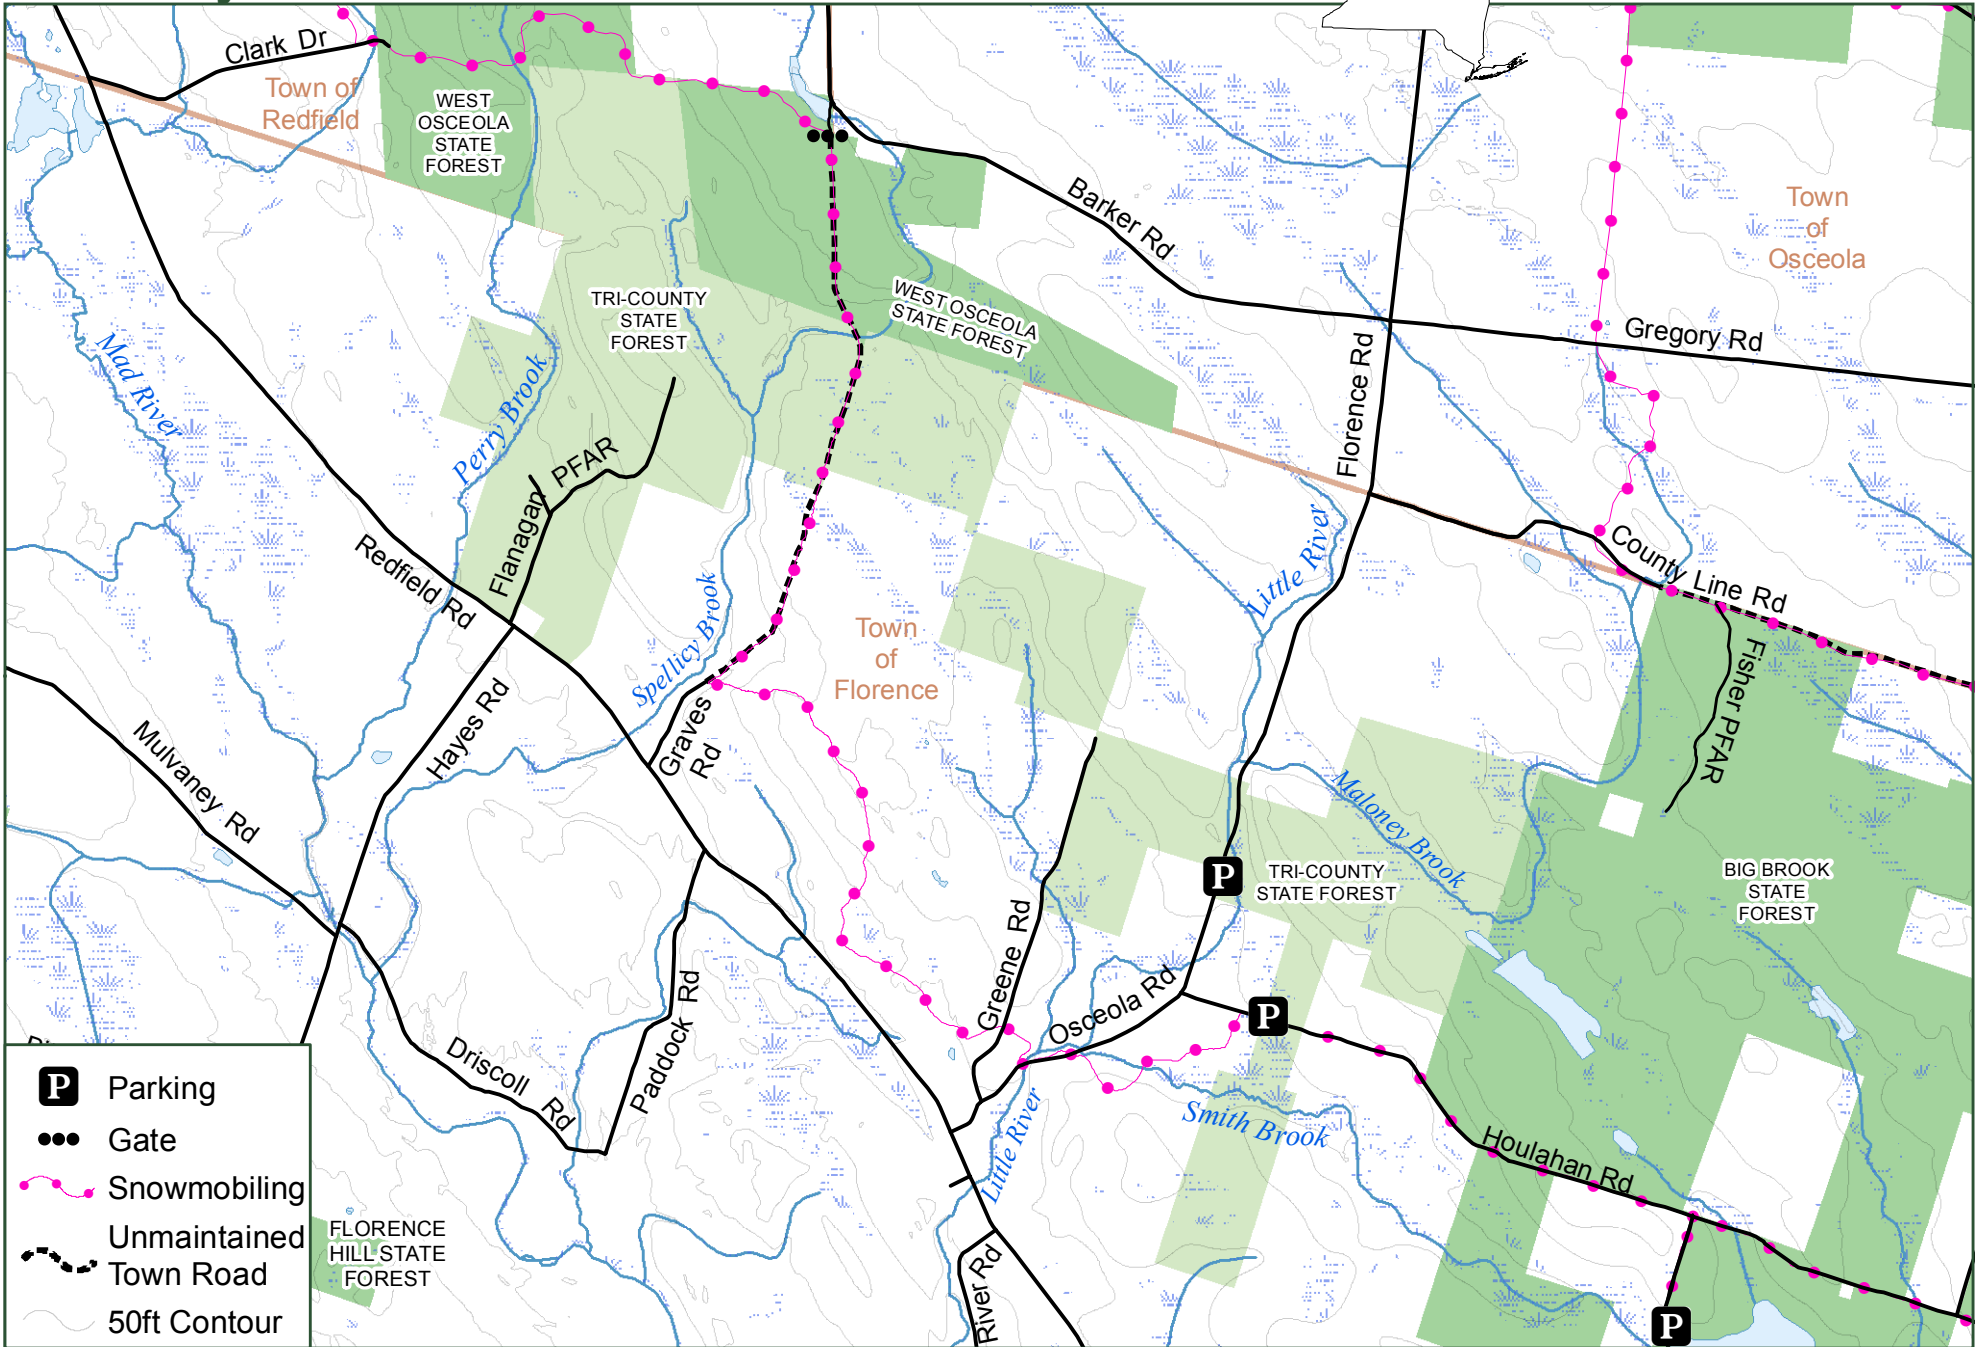 Clark Dr
Town of
Redfield
WEST
OSCEOLA
STATE
FOREST
Barker Rd
Town
of
Osceola
TRI-COUNTY
STATE
FOREST
WEST OSCEOLA
STATE FOREST
Gregory Rd
Florence Rd
Mad River
Perry Brook
Flanagan PFAR
Redfield Rd
Little River
County Line Rd
Spellicy Brook
Town
of
Florence
Fisher PFAR
Hayes Rd
Graves
Rd
Mulvaney Rd
Maloney Brook
P
TRI-COUNTY
STATE FOREST
BIG BROOK
STATE
FOREST
Greene Rd
Osceola Rd
P
Paddock Rd
Driscoll Rd
Little River
Smith Brook
Houlahan Rd
River Rd
P
FLORENCE
HILL STATE
FOREST
P Parking
Gate
Snowmobiling
Unmaintained
Town Road
50ft Contour